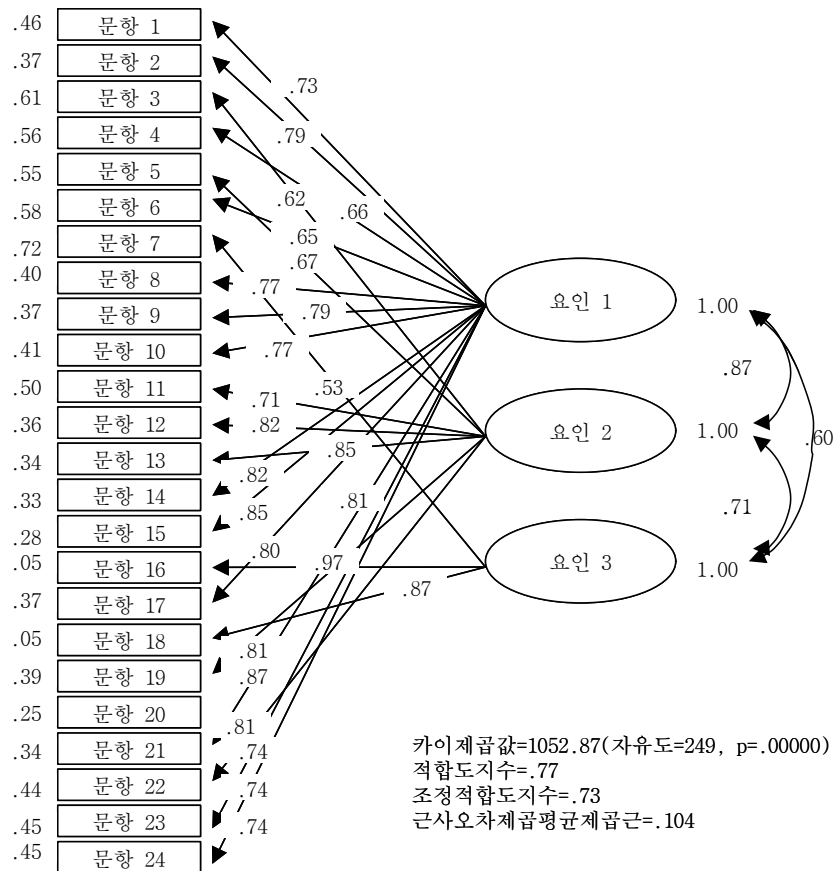 .46 문항 1
.37 문항 2
.61 문항 3
.56 문항 4
.55 문항 5
.58 문항 6
.72 문항 7
.40 문항 8
.37 문항 9
.41 문항 10
.50 문항 11
.36 문항 12
.34 문항 13
.33 문항 14
.28 문항 15
.05 문항 16
.37 문항 17
.05 문항 18
.39 문항 19
.25 문항 20
.34 문항 21
.44 문항 22
.45 문항 23
.45 문항 24
.73
.79
.62
.66
.65
.67
.77
.79
.77
.53
.71
.82
.85
.82
.81
.85
.80
.97
.87
.81
.87
.81
.74
.74
.74
요인 1
1.00
.87
요인 2
1.00
.60
.71
요인 3
1.00
카이제곱값=1052.87(자유도=249, p=.00000)
적합도지수=.77
조정적합도지수=.73
근사오차제곱평균제곱근=.104